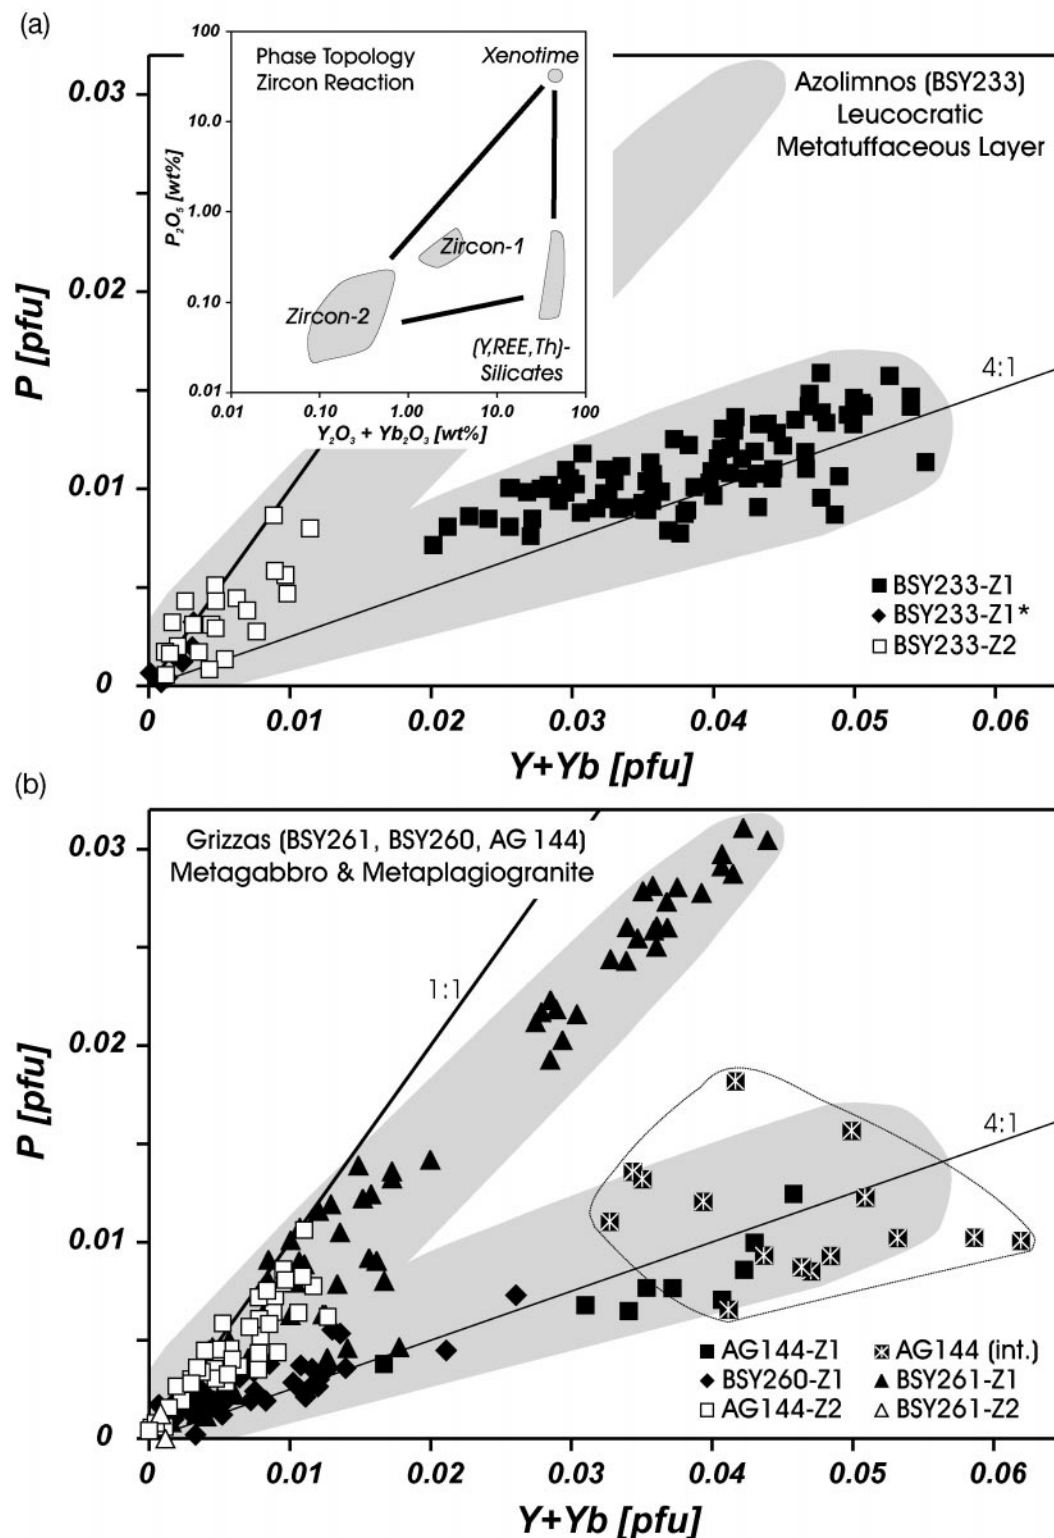 (a)
100
10.0
1.00
0.10
0.01
P₂O₅ [wt%]
Phase Topology
Zircon Reaction
Xenotime
Zircon-1
Zircon-2
(Y,REE,Th)-
Silicates
0.01 0.10 1.00 10.0 100
Y₂O₃ + Yb₂O₃ [wt%]
Azolimnos (BSY233)
Leucocratic
Metatuffaceous Layer
4:1
0.03
0.02
0.01
0
P [pfu]
BSY233-Z1
BSY233-Z1*
BSY233-Z2
0 0.01 0.02 0.03 0.04 0.05 0.06
Y+Yb [pfu]
(b)
Grizzas (BSY261, BSY260, AG 144)
Metagabbro & Metaplagiogranite
1:1
4:1
0.03
0.02
0.01
0
P [pfu]
AG144-Z1 AG144 (int.)
BSY260-Z1 BSY261-Z1
AG144-Z2 BSY261-Z2
0 0.01 0.02 0.03 0.04 0.05 0.06
Y+Yb [pfu]